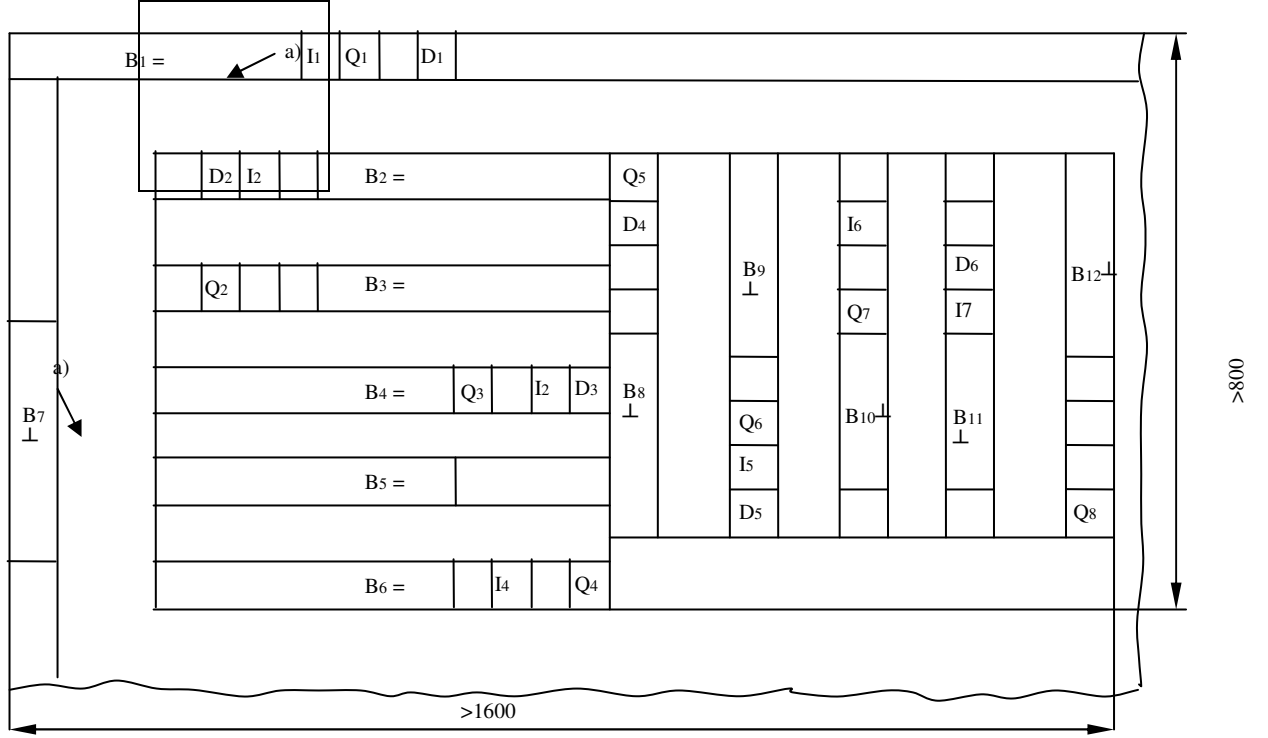 B1 = a) I1 Q1 D1
D2 I2 B2 = Q5
D4 I6
Q2 B3 = B9 ⊥ D6 B12 ⊥
Q7 I7
>800
a)
B4 = Q3 I2 D3 B8 ⊥
B7 ⊥ Q6 B10 ⊥ B11 ⊥
I5
B5 =
D5 Q8
B6 = I4 Q4
>1600